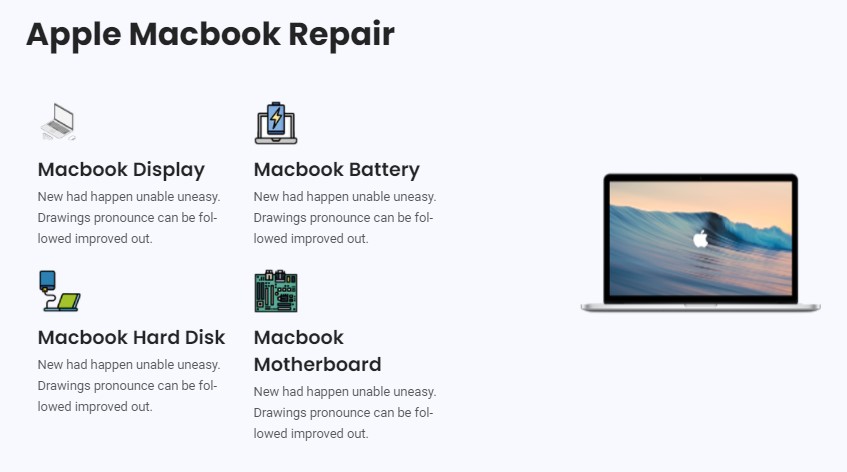 Apple Macbook Repair
Macbook Display
New had happen unable uneasy.
Drawings pronounce can be fol-
lowed improved out.
Macbook Battery
New had happen unable uneasy.
Drawings pronounce can be fol-
lowed improved out.
Macbook Hard Disk
New had happen unable uneasy.
Drawings pronounce can be fol-
lowed improved out.
Macbook
Motherboard
New had happen unable uneasy.
Drawings pronounce can be fol-
lowed improved out.